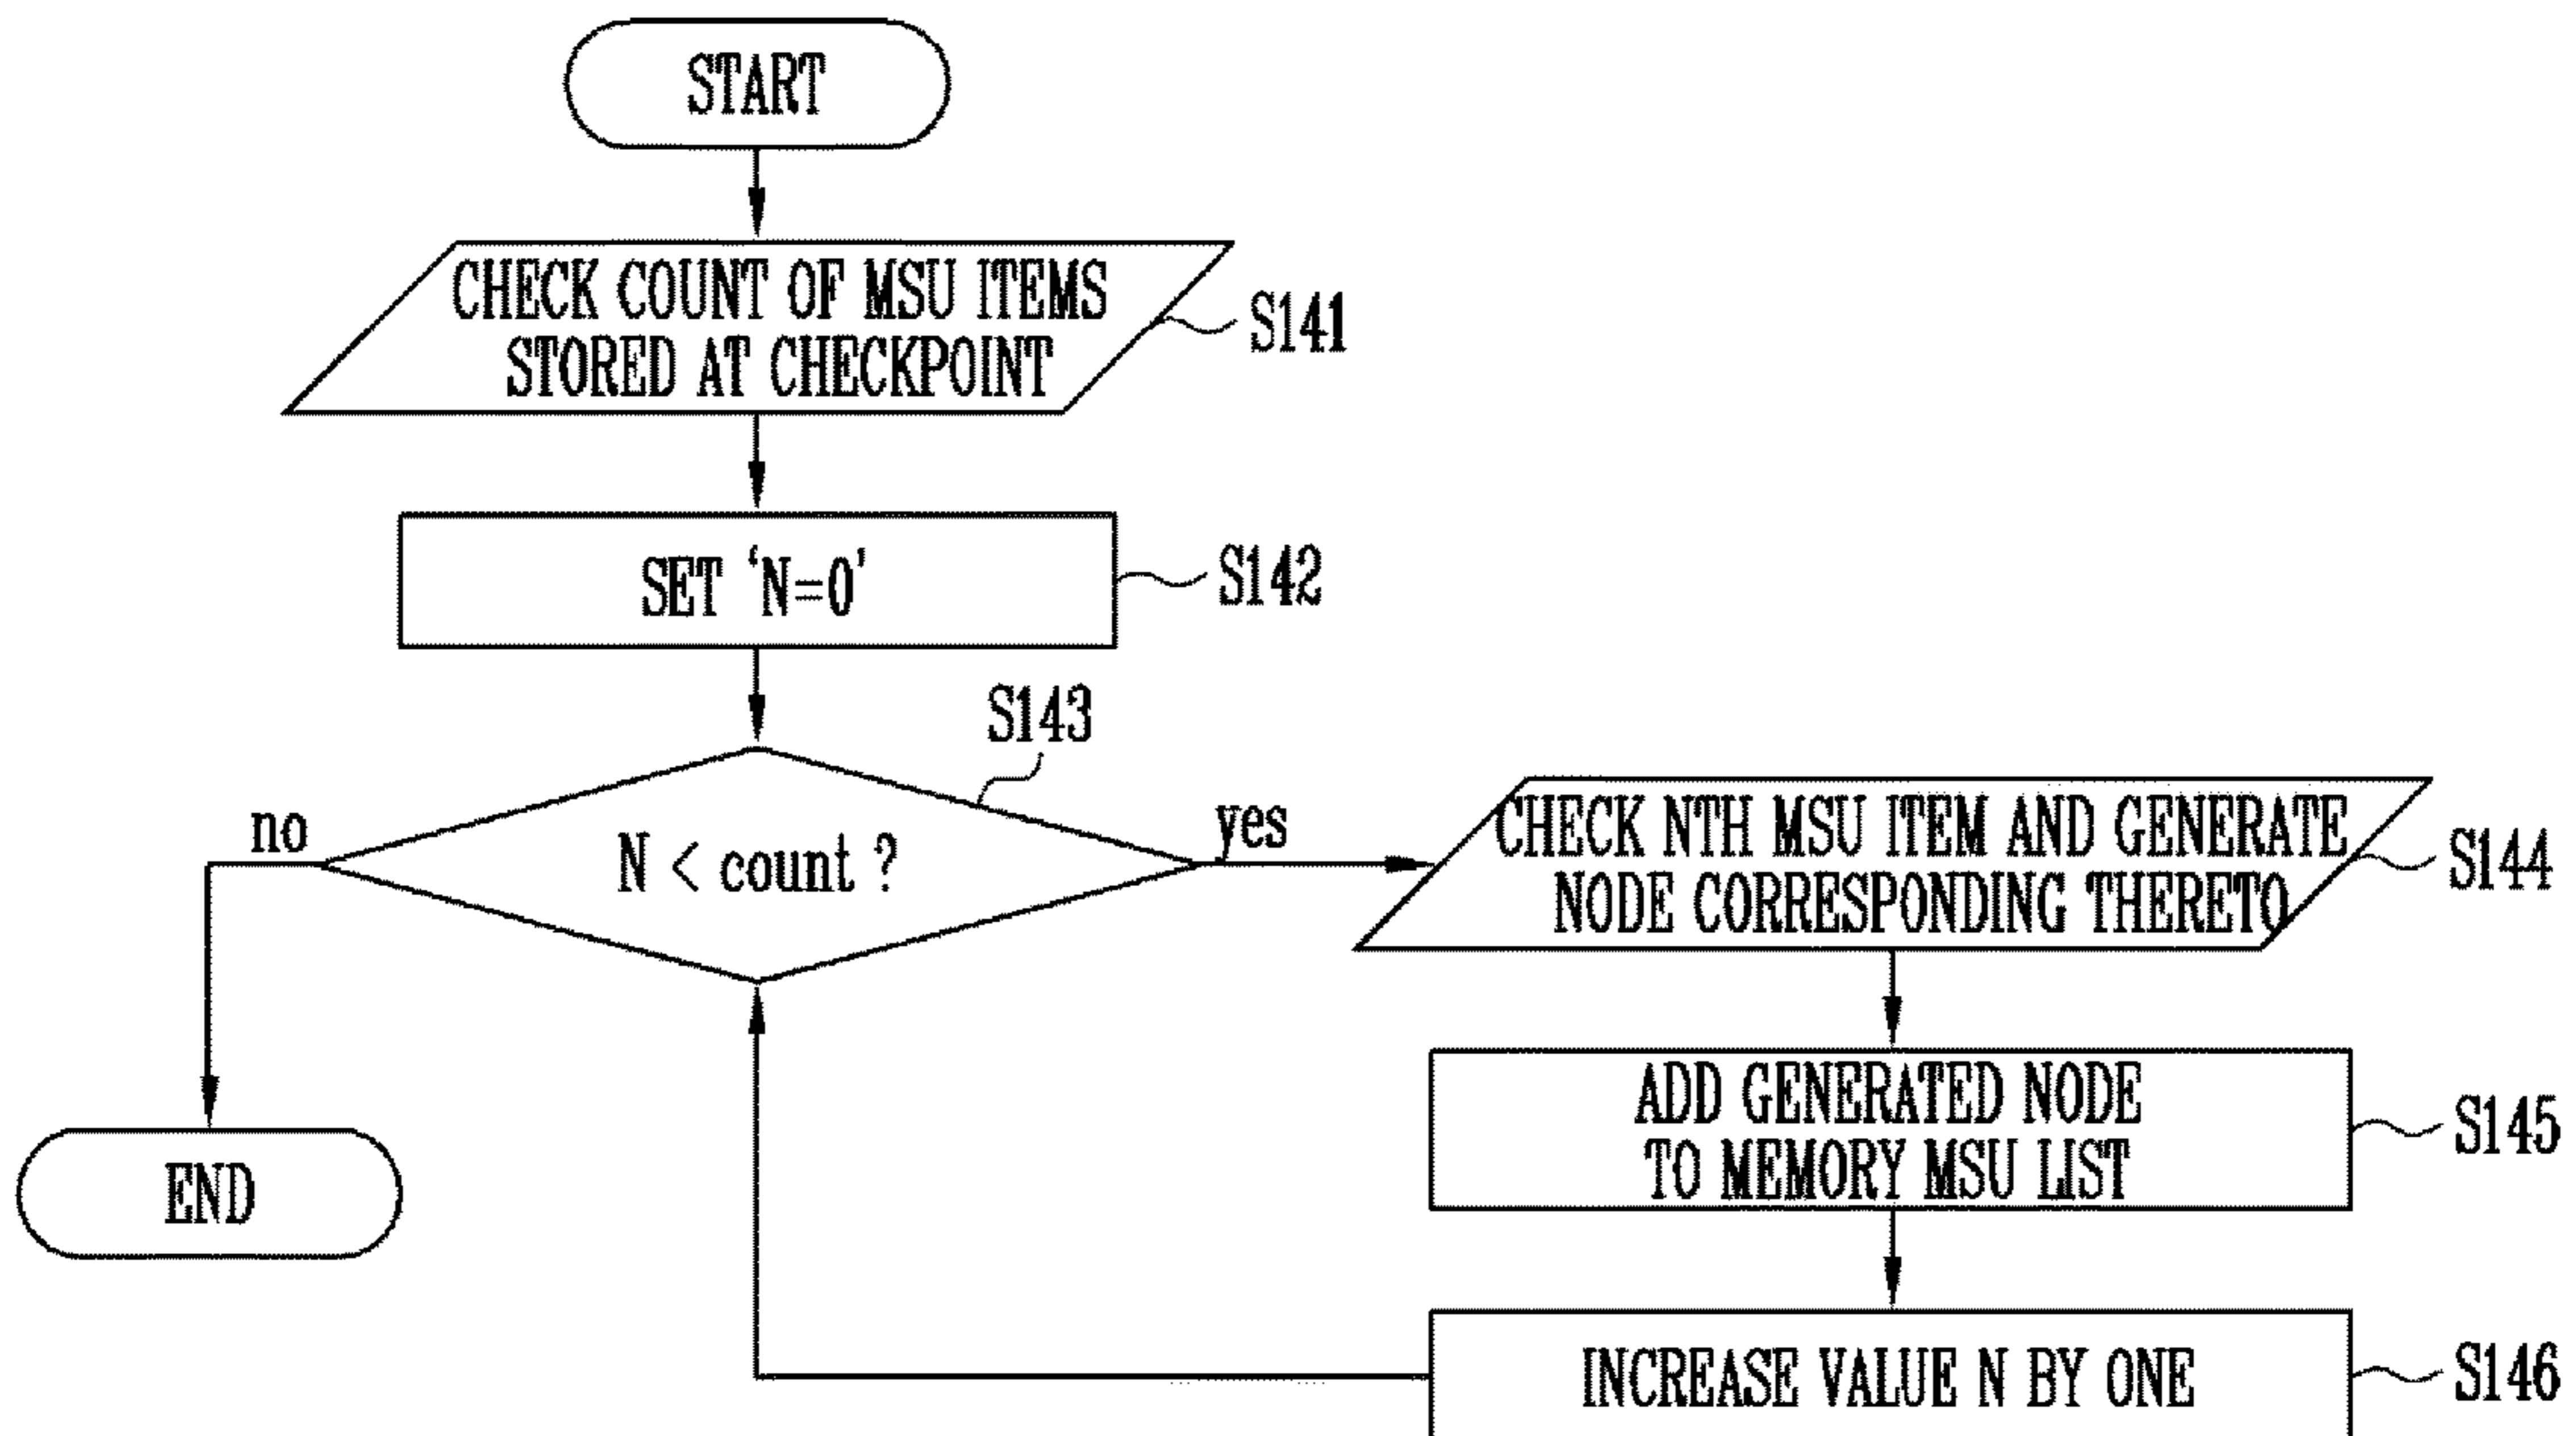 START
CHECK COUNT OF MSU ITEMS
STORED AT CHECKPOINT
S141
SET ‘N=0’
S142
S143
N < count ?
no
yes
CHECK NTH MSU ITEM AND GENERATE
NODE CORRESPONDING THERETO
S144
ADD GENERATED NODE
TO MEMORY MSU LIST
S145
END
INCREASE VALUE N BY ONE
S146